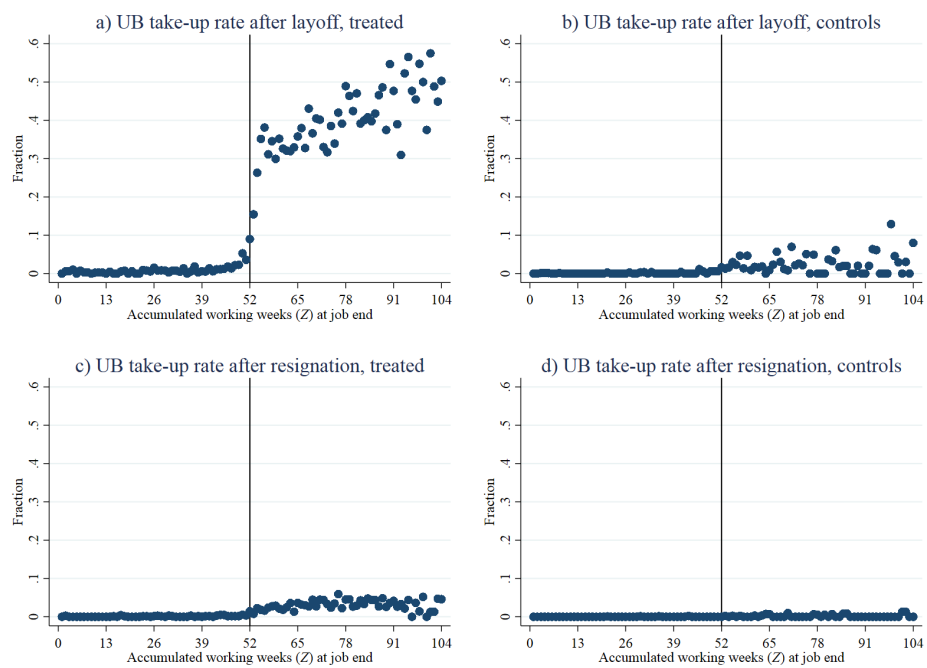 a) UB take-up rate after layoff, treated
.6
.5
.4
.3
.2
.1
0
Fraction
0 13 26 39 52 65 78 91 104
Accumulated working weeks (Z) at job end
b) UB take-up rate after layoff, controls
.6
.5
.4
.3
.2
.1
0
Fraction
0 13 26 39 52 65 78 91 104
Accumulated working weeks (Z) at job end
c) UB take-up rate after resignation, treated
.6
.5
.4
.3
.2
.1
0
Fraction
0 13 26 39 52 65 78 91 104
Accumulated working weeks (Z) at job end
d) UB take-up rate after resignation, controls
.6
.5
.4
.3
.2
.1
0
Fraction
0 13 26 39 52 65 78 91 104
Accumulated working weeks (Z) at job end